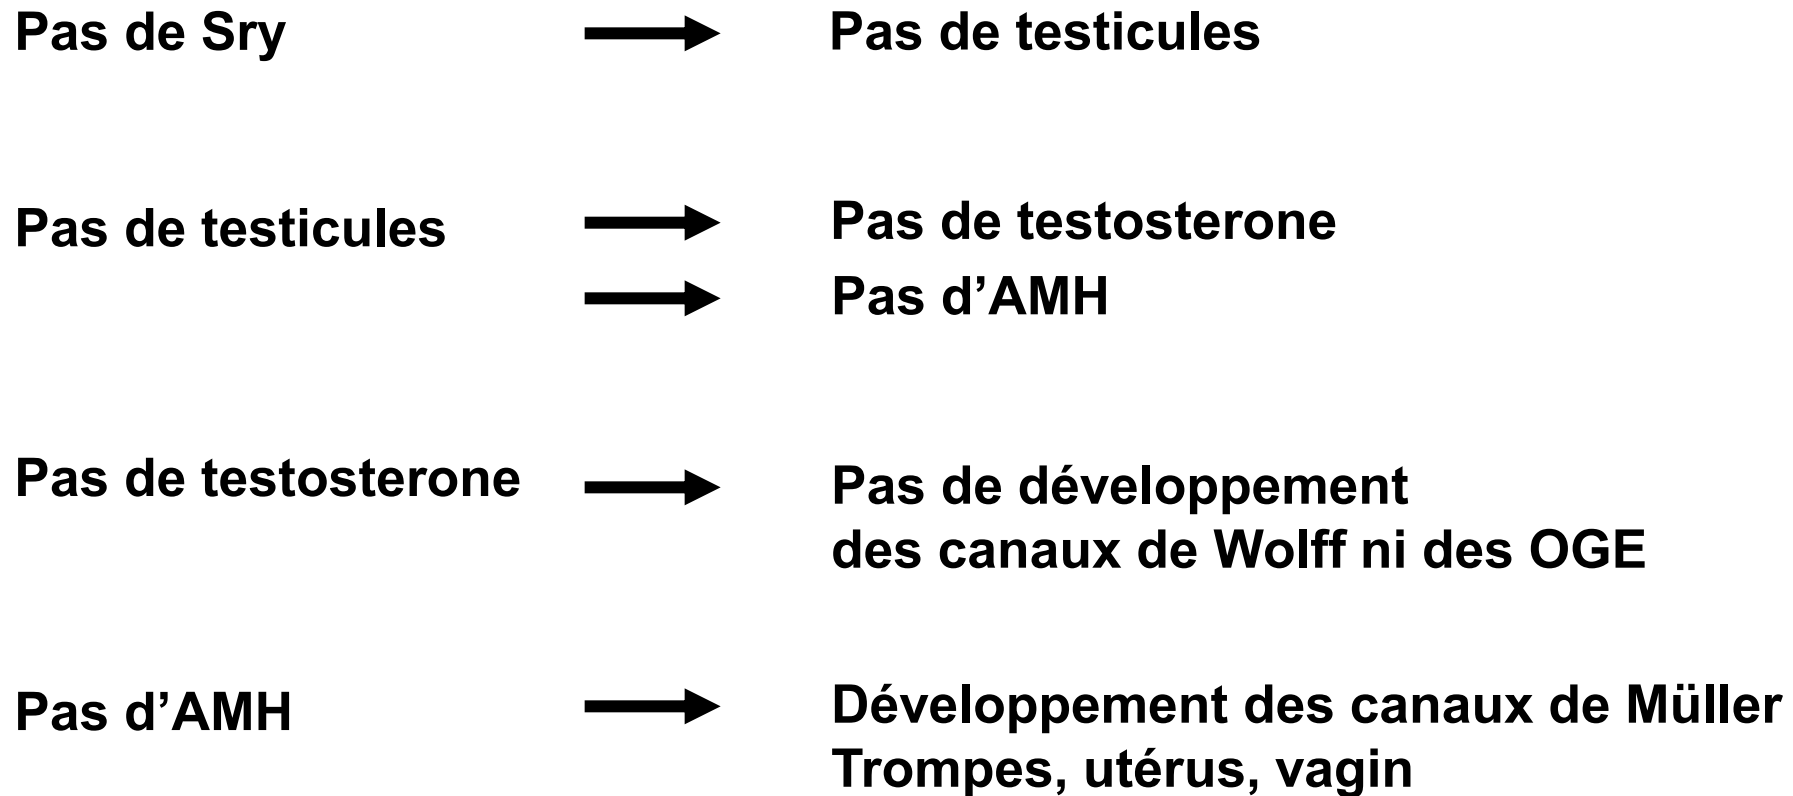 Pas de Sry
Pas de testicules
Pas de testicules
Pas de testosterone
Pas d’AMH
Pas de testosterone
Pas de développement
des canaux de Wolff ni des OGE
Pas d’AMH
Développement des canaux de Müller
Trompes, utérus, vagin